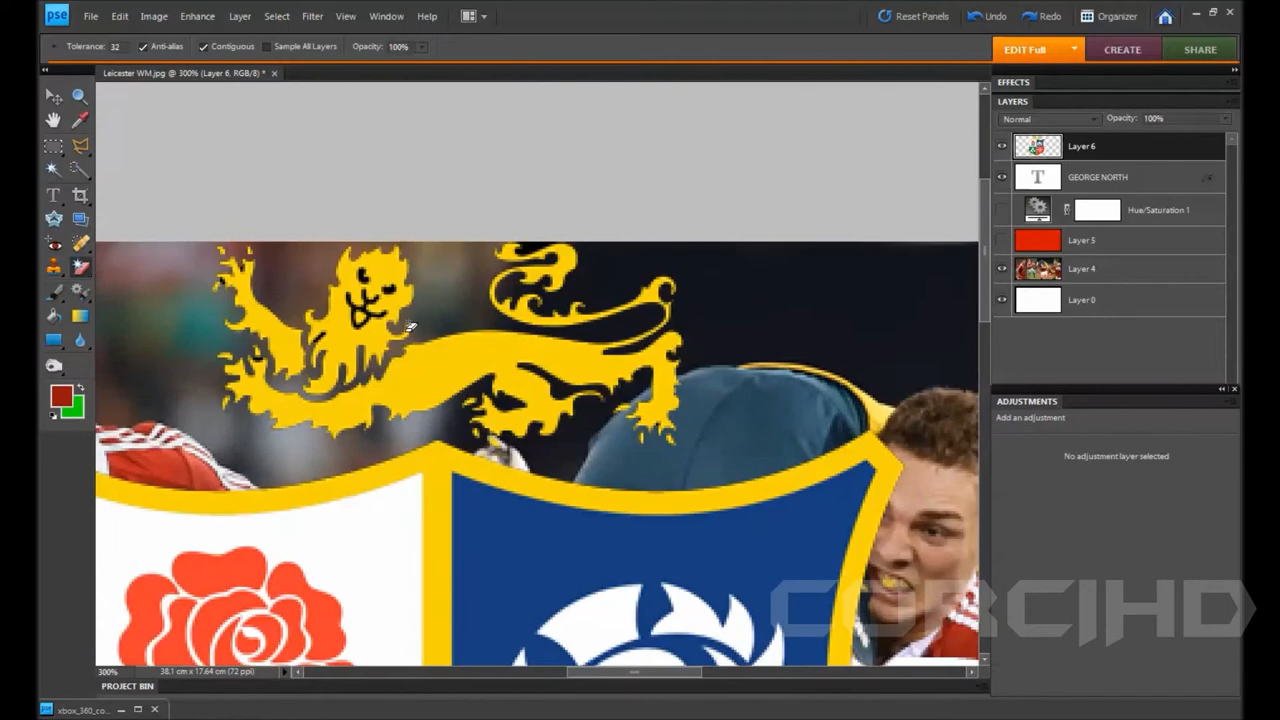 pse File Edit Image Enhance Layer Select Filter View Window Help Reset Panels Undo Redo Organizer
Tolerance: 32 Anti-alias Contiguous Sample All Layers Opacity: 100% EDIT Full CREATE SHARE
Leicester WM.jpg @ 300% (Layer 6, RGB/8) *
EFFECTS
LAYERS
Normal Opacity: 100%
Layer 6
T GEORGE NORTH
Hue/Saturation 1
Layer 5
Layer 4
Layer 0
ADJUSTMENTS
Add an adjustment
No adjustment layer selected
CORCIHD
300% 38.1 cm x 17.64 cm (72 ppi)
PROJECT BIN
xbox_360_co...